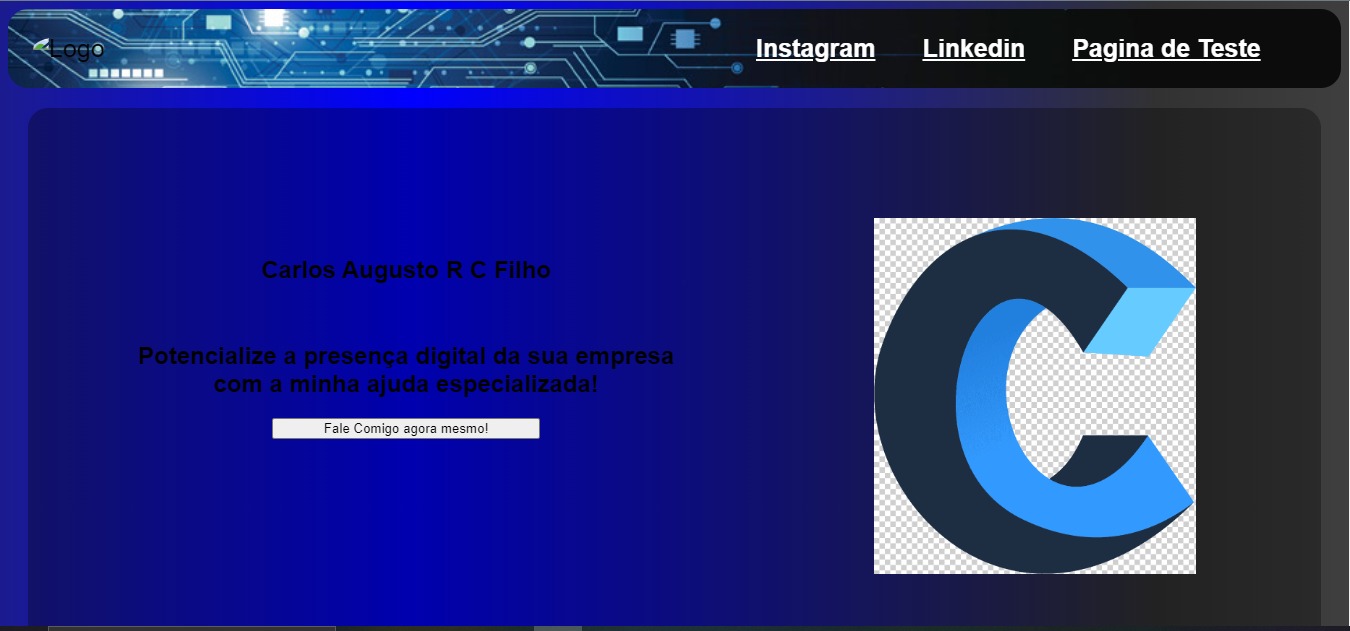 Logo
Instagram Linkedin Pagina de Teste
Carlos Augusto R C Filho
Potencialize a presença digital da sua empresa
com a minha ajuda especializada!
Fale Comigo agora mesmo!